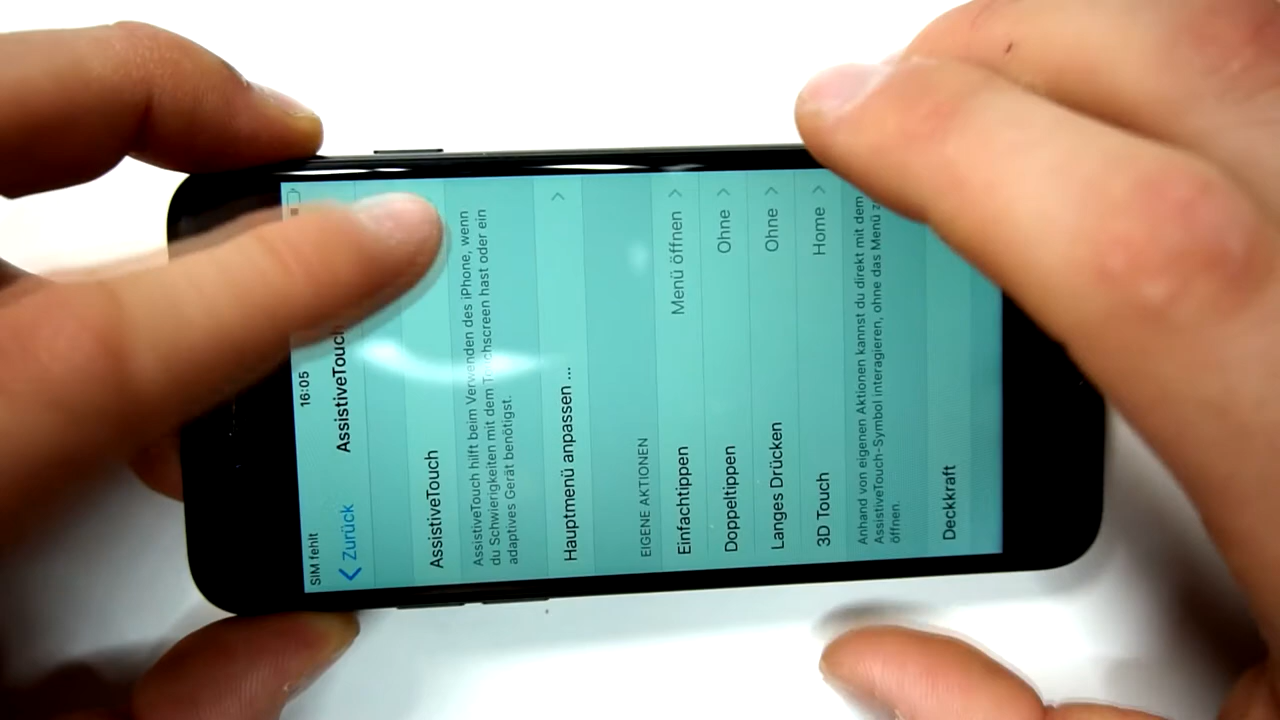 SIM fehlt
16:05
Zurück
AssistiveTouch
AssistiveTouch
AssistiveTouch hilft beim Verwenden des iPhone, wenn
du Schwierigkeiten mit dem Touchscreen hast oder ein
adaptives Gerät benötigst.
Hauptmenü anpassen ...
EIGENE AKTIONEN
Einfachtippen Menü öffnen
Doppeltippen Ohne
Langes Drücken Ohne
3D Touch Home
Anhand von eigenen Aktionen kannst du direkt mit dem
AssistiveTouch-Symbol interagieren, ohne das Menü
öffnen.
Deckkraft